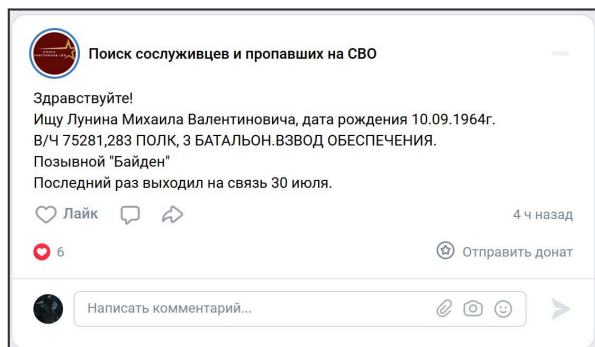 Поиск сослуживцев и пропавших на СВО
Здравствуйте!
Ищу Лунина Михаила Валентиновича, дата рождения 10.09.1964г.
В/Ч 75281,283 ПОЛК, 3 БАТАЛЬОН.ВЗВОД ОБЕСПЕЧЕНИЯ.
Позывной "Байден"
Последний раз выходил на связь 30 июля.
Лайк
4 ч назад
6
Отправить донат
Написать комментарий...